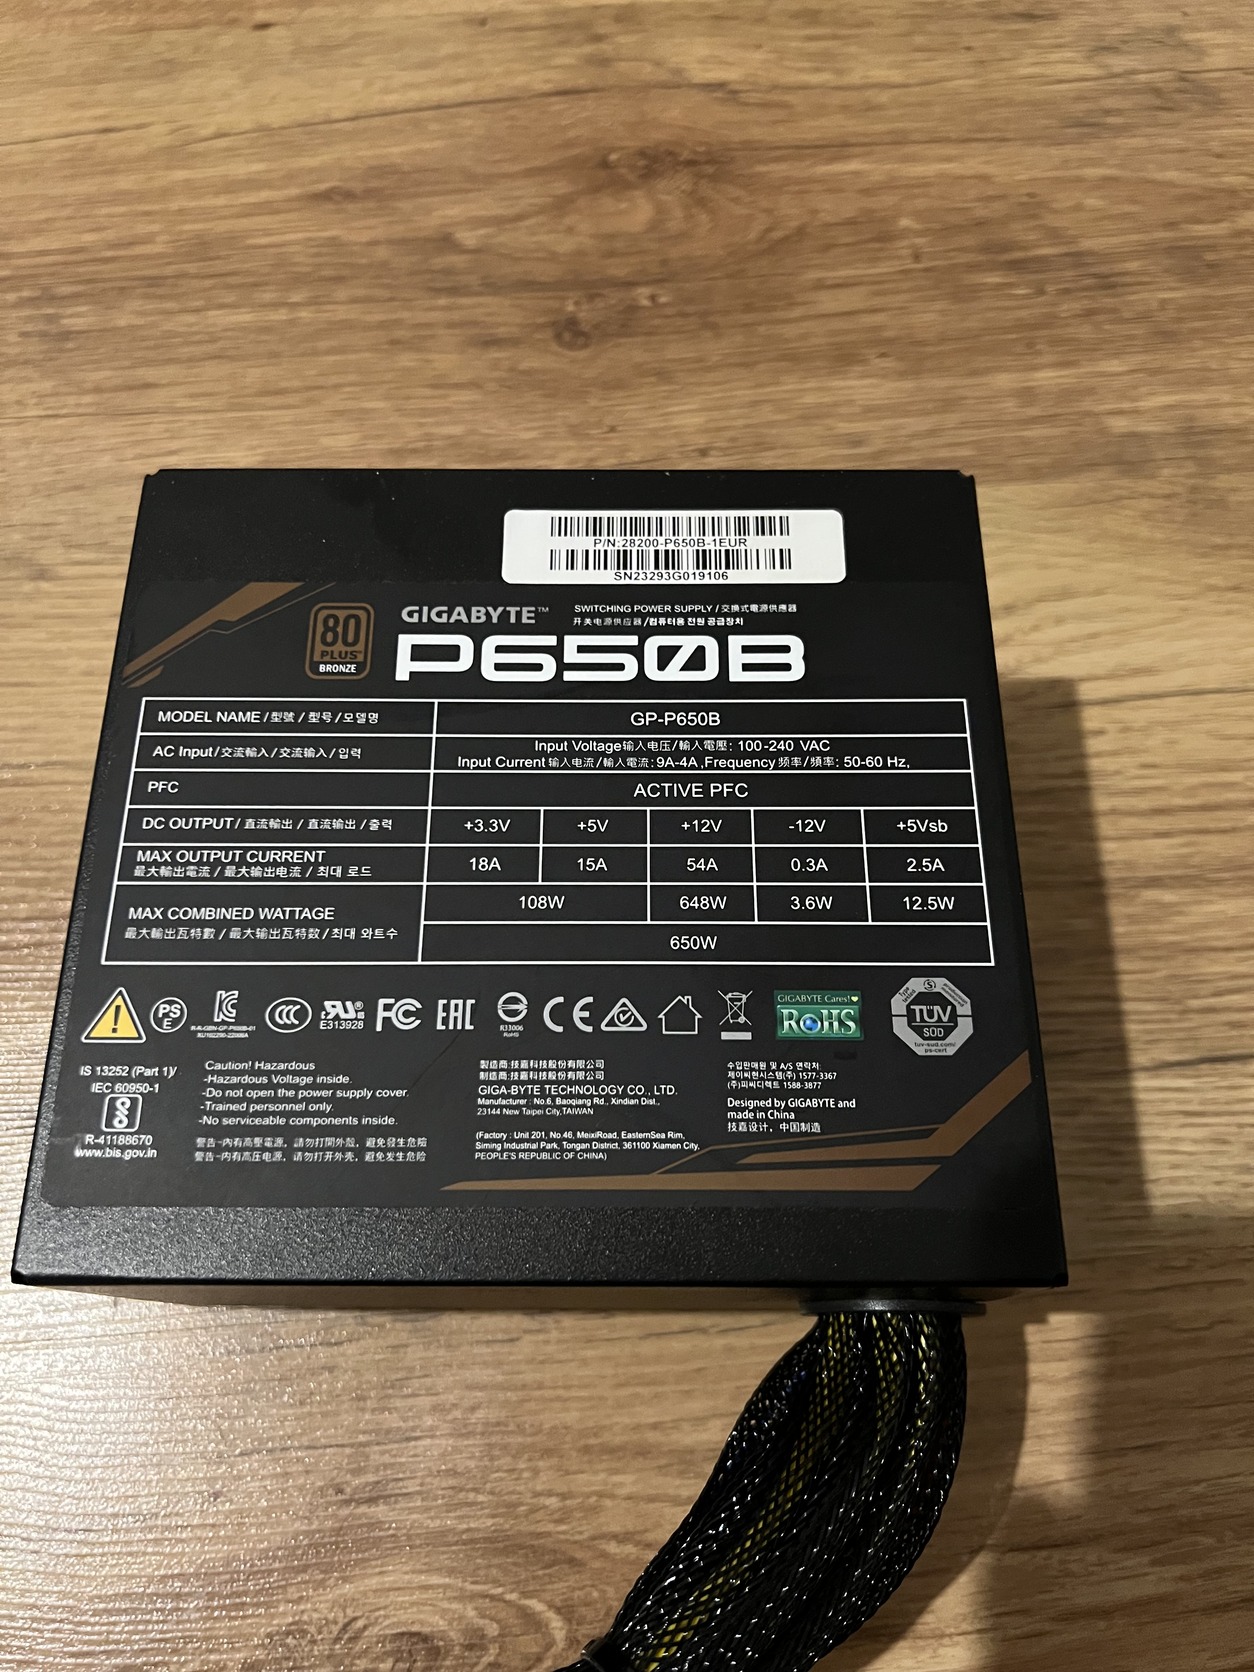 P/N:28200-P650B-1EUR
SN23293G019106
80
PLUS
BRONZE
GIGABYTE™
SWITCHING POWER SUPPLY / 交換式電源供應器
开关电源供应器 / 컴퓨터용 전원 공급장치
P650B
MODEL NAME / 型號 / 型号 / 모델명 GP-P650B
AC Input / 交流輸入 / 交流输入 / 입력 Input Voltage 输入电压 / 輸入電壓: 100-240 VAC
Input Current 输入电流 / 輸入電流: 9A-4A ,Frequency 频率 / 頻率: 50-60 Hz,
PFC ACTIVE PFC
DC OUTPUT / 直流輸出 / 直流输出 / 출력 +3.3V +5V +12V -12V +5Vsb
MAX OUTPUT CURRENT 18A 15A 54A 0.3A 2.5A
最大輸出電流 / 最大输出电流 / 최대 로드
MAX COMBINED WATTAGE 108W 648W 3.6W 12.5W
最大輸出瓦特數 / 最大输出瓦特数 / 최대 와트수 650W
PS E
CCC
E313928
FC
EAC
R33006
RoHS
CE
GIGABYTE Cares!
RoHS
TÜV
SÜD
tuv-sud.com/
ps-cert
IS 13252 (Part 1)/
IEC 60950-1
R-41188670
www.bis.gov.in
Caution! Hazardous
-Hazardous Voltage inside.
-Do not open the power supply cover.
-Trained personnel only.
-No serviceable components inside.
警告-內有高壓電源，請勿打開外殼，避免發生危險
警告-内有高压电源，请勿打开外壳，避免发生危险
製造商:技嘉科技股份有限公司
制造商:技嘉科技股份有限公司
GIGA-BYTE TECHNOLOGY CO., LTD.
Manufacturer : No.6, Baoqiang Rd., Xindian Dist.,
23144 New Taipei City,TAIWAN
(Factory : Unit 201, No.46, MeixiRoad, EasternSea Rim,
Siming Industrial Park, Tongan District, 361100 Xiamen City,
PEOPLE'S REPUBLIC OF CHINA)
수입판매원 및 A/S 연락처:
제이씨현시스템(주) 1577-3367
(주)피씨디렉트 1588-3877
Designed by GIGABYTE and
made in China
技嘉设计，中国制造